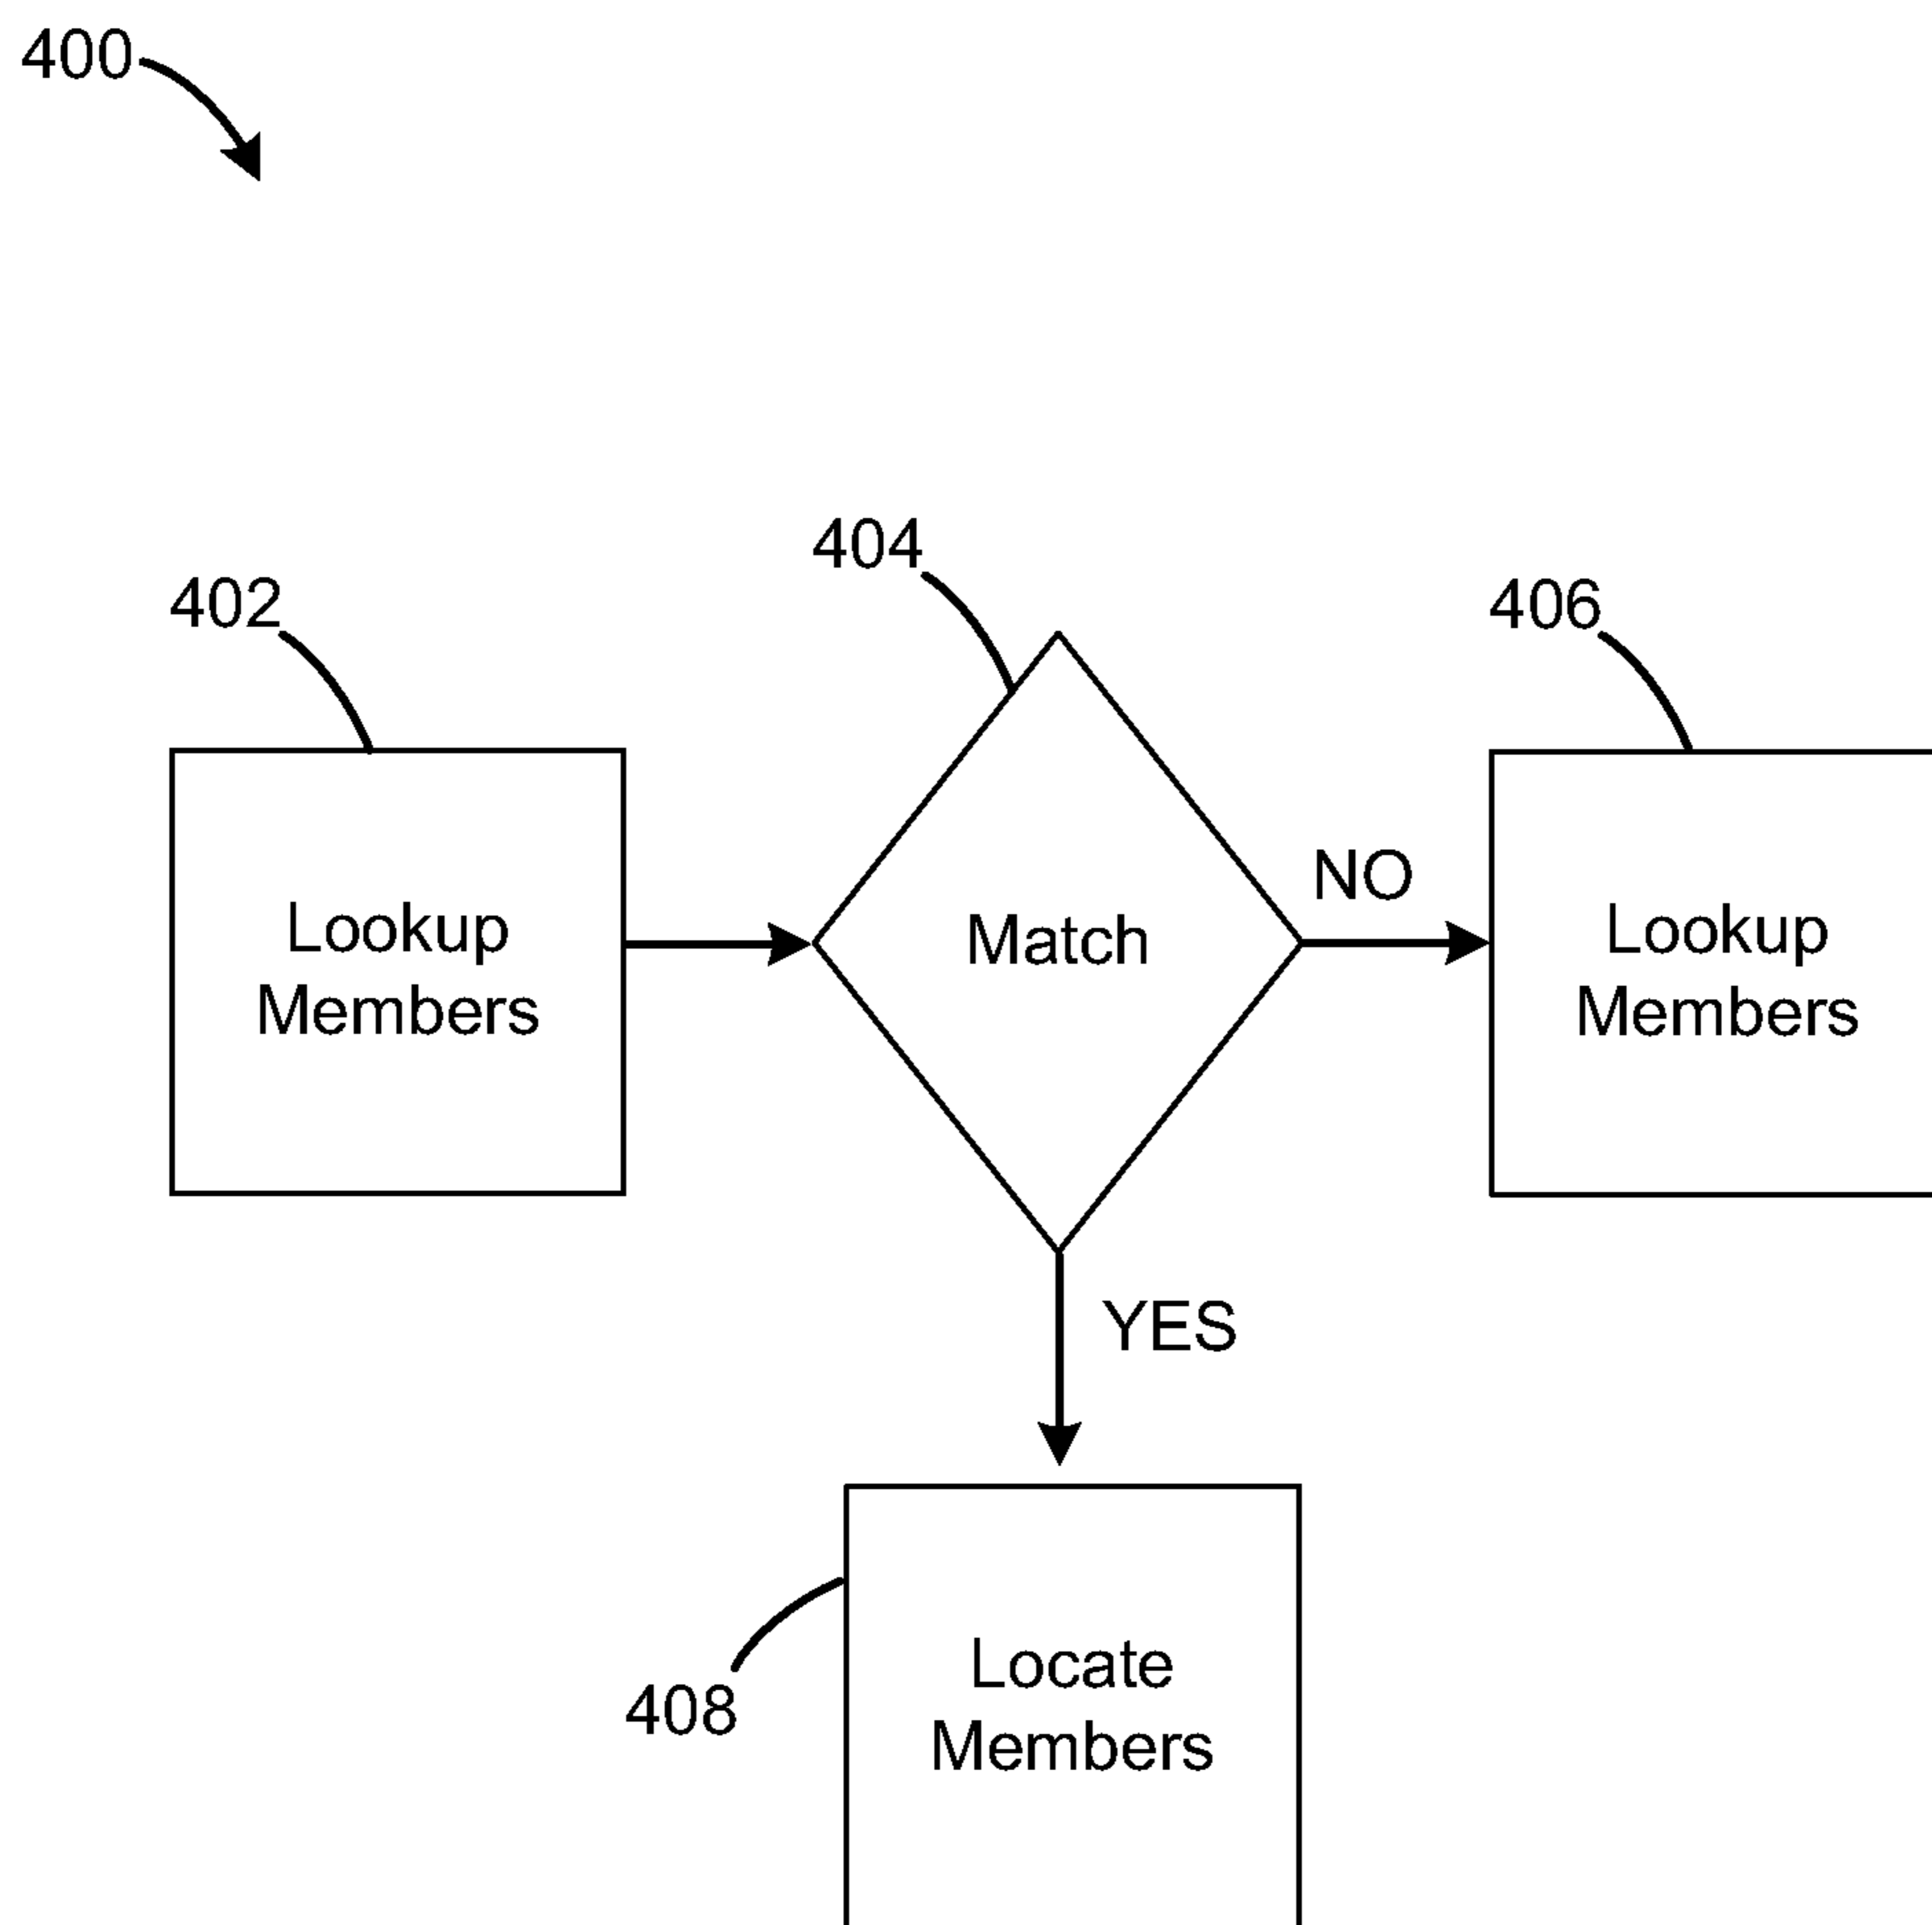 400
404
402
406
Lookup
Members
Match
NO
Lookup
Members
YES
Locate
Members
408